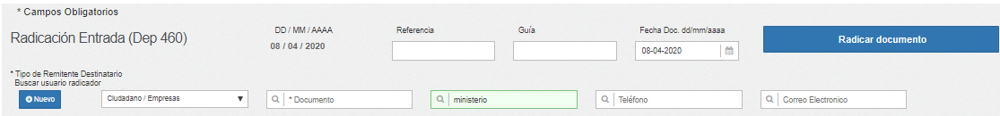 * Campos Obligatorios
Radicación Entrada (Dep 460)
DD / MM / AAAA
08 / 04 / 2020
Referencia
Guía
Fecha Doc. dd/mm/aaaa
08-04-2020
Radicar documento
* Tipo de Remitente Destinatario
Buscar usuario radicador
Nuevo
Ciudadano / Empresas
* Documento
ministerio
Teléfono
Correo Electronico